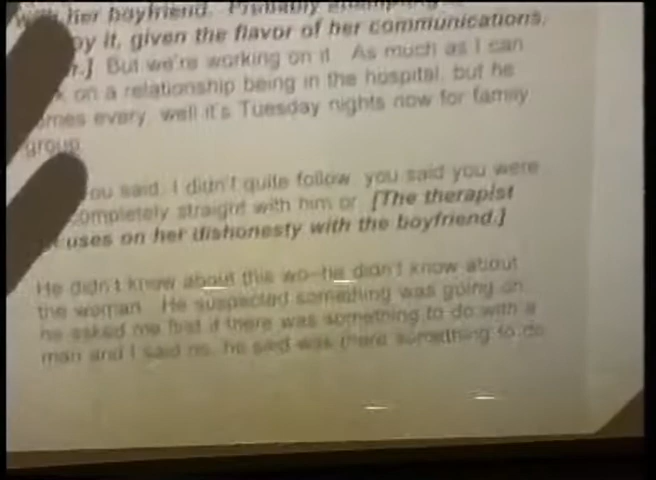 with her boyfriend. Probably attempting
by it, given the flavor of her communications,
.] But we're working on it. As much as I can
on a relationship being in the hospital, but he
every, well it's Tuesday nights now for family
group.
you said, I didn't quite follow, you said you were
completely straight with him or [The therapist
on her dishonesty with the boyfriend.]
He didn't know about this wo--he didn't know about
the woman. He suspected something was going on,
he asked me first if there was something to do with a
man and I said no, he said was there something to do